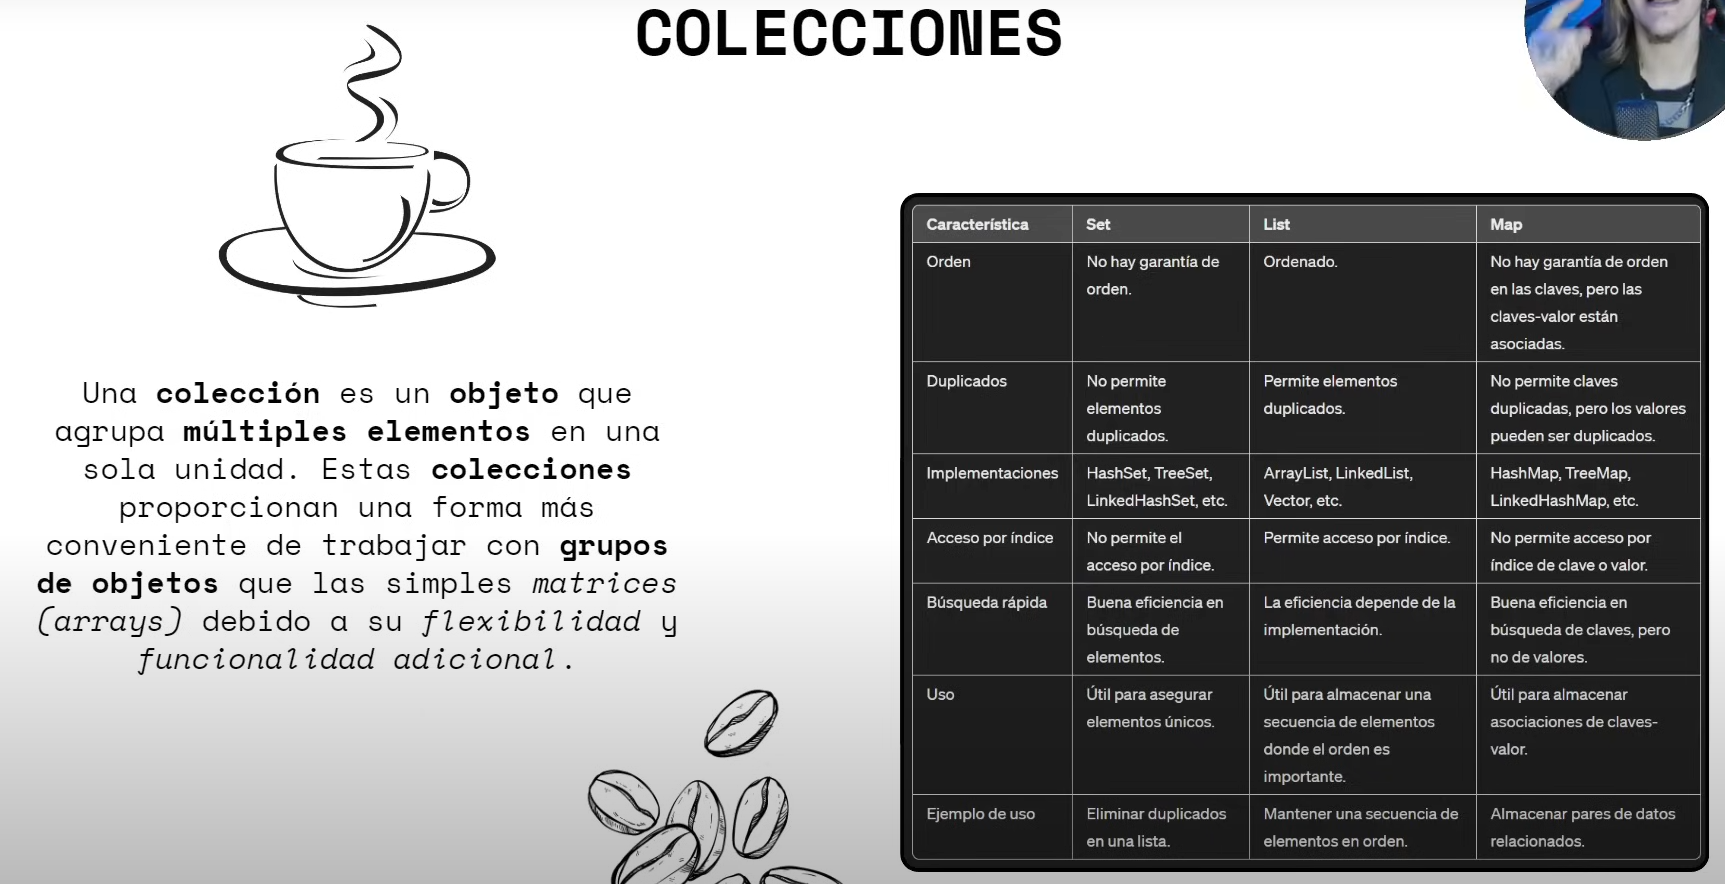 COLECCIONES
Una colección es un objeto que
agrupa múltiples elementos en una
sola unidad. Estas colecciones
proporcionan una forma más
conveniente de trabajar con grupos
de objetos que las simples matrices
(arrays) debido a su flexibilidad y
funcionalidad adicional.
Característica Set List Map
Orden No hay garantía de Ordenado. No hay garantía de orden
orden. en las claves, pero las
claves-valor están
asociadas.
Duplicados No permite Permite elementos No permite claves
elementos duplicados. duplicadas, pero los valores
duplicados. pueden ser duplicados.
Implementaciones HashSet, TreeSet, ArrayList, LinkedList, HashMap, TreeMap,
LinkedHashSet, etc. Vector, etc. LinkedHashMap, etc.
Acceso por índice No permite el Permite acceso por índice. No permite acceso por
acceso por índice. índice de clave o valor.
Búsqueda rápida Buena eficiencia en La eficiencia depende de la Buena eficiencia en
búsqueda de implementación. búsqueda de claves, pero
elementos. no de valores.
Uso Útil para asegurar Útil para almacenar una Útil para almacenar
elementos únicos. secuencia de elementos asociaciones de claves-
donde el orden es valor.
importante.
Ejemplo de uso Eliminar duplicados Mantener una secuencia de Almacenar pares de datos
en una lista. elementos en orden. relacionados.